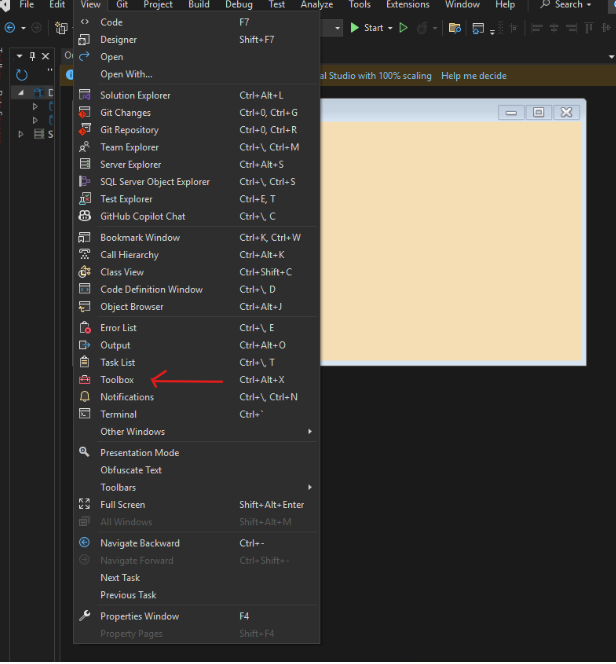 File Edit View Git Project Build Debug Test Analyze Tools Extensions Window Help Search
Start
Code F7
Designer Shift+F7
Open
Open With...
al Studio with 100% scaling Help me decide
Solution Explorer Ctrl+Alt+L
Git Changes Ctrl+0, Ctrl+G
Git Repository Ctrl+0, Ctrl+R
Team Explorer Ctrl+\, Ctrl+M
Server Explorer Ctrl+Alt+S
SQL Server Object Explorer Ctrl+\, Ctrl+S
Test Explorer Ctrl+E, T
GitHub Copilot Chat Ctrl+\, C
Bookmark Window Ctrl+K, Ctrl+W
Call Hierarchy Ctrl+Alt+K
Class View Ctrl+Shift+C
Code Definition Window Ctrl+\, D
Object Browser Ctrl+Alt+J
Error List Ctrl+\, E
Output Ctrl+Alt+O
Task List Ctrl+\, T
Toolbox Ctrl+Alt+X
Notifications Ctrl+\, Ctrl+N
Terminal Ctrl+`
Other Windows
Presentation Mode
Obfuscate Text
Toolbars
Full Screen Shift+Alt+Enter
All Windows Shift+Alt+M
Navigate Backward Ctrl+-
Navigate Forward Ctrl+Shift+-
Next Task
Previous Task
Properties Window F4
Property Pages Shift+F4